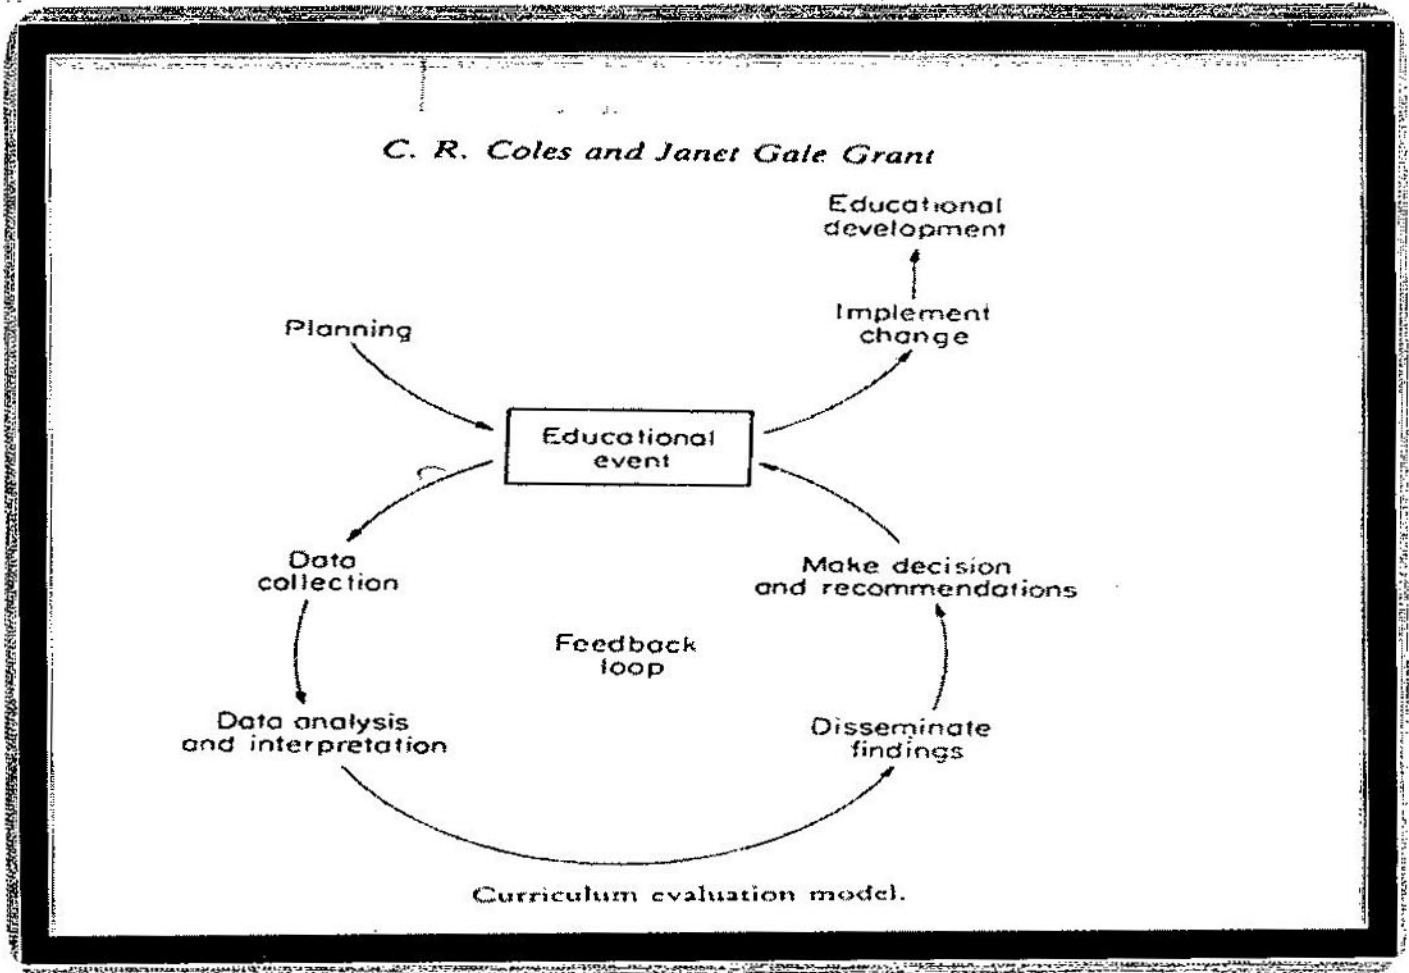 C. R. Coles and Janet Gale Grant
Educational
development
Implement
change
Planning
Educational
event
Data
collection
Make decision
and recommendations
Feedback
loop
Data analysis
and interpretation
Disseminate
findings
Curriculum evaluation model.